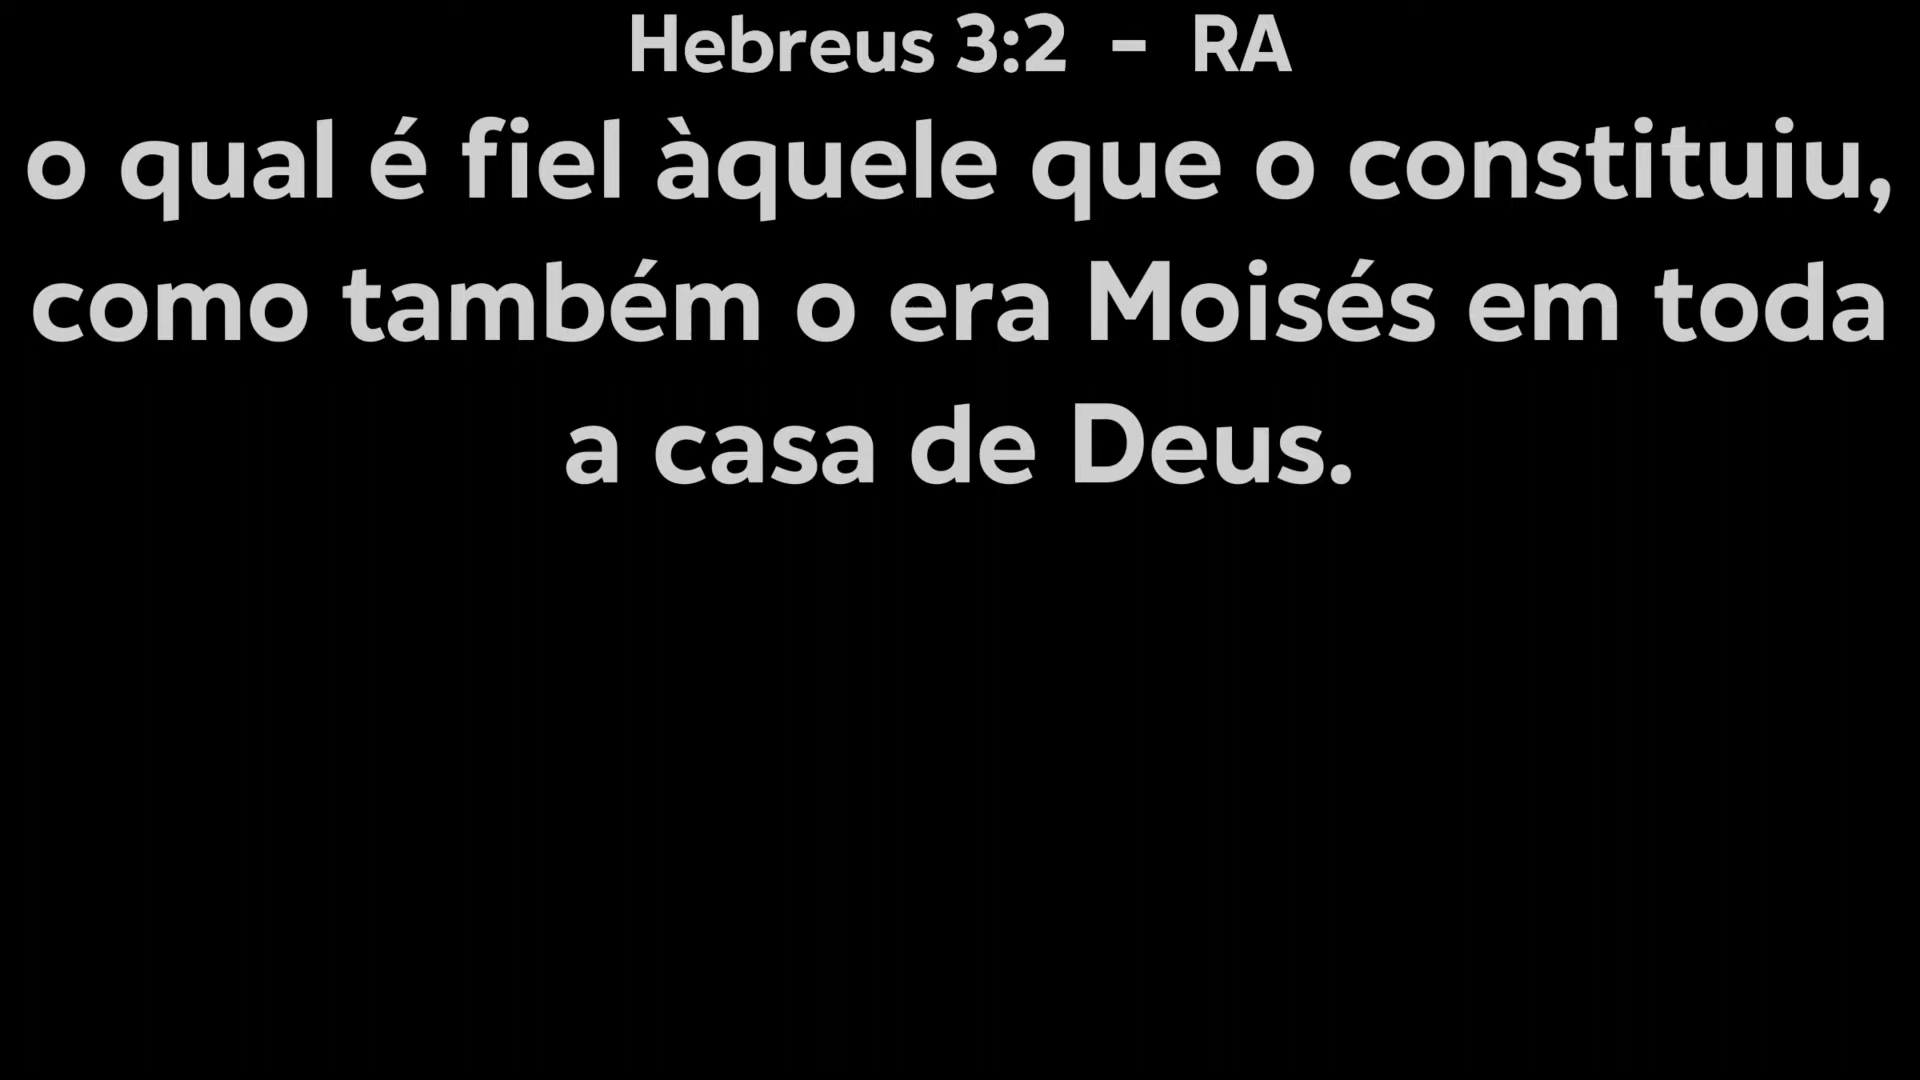 Hebreus 3:2 - RA
o qual é fiel àquele que o constituiu,
como também o era Moisés em toda
a casa de Deus.